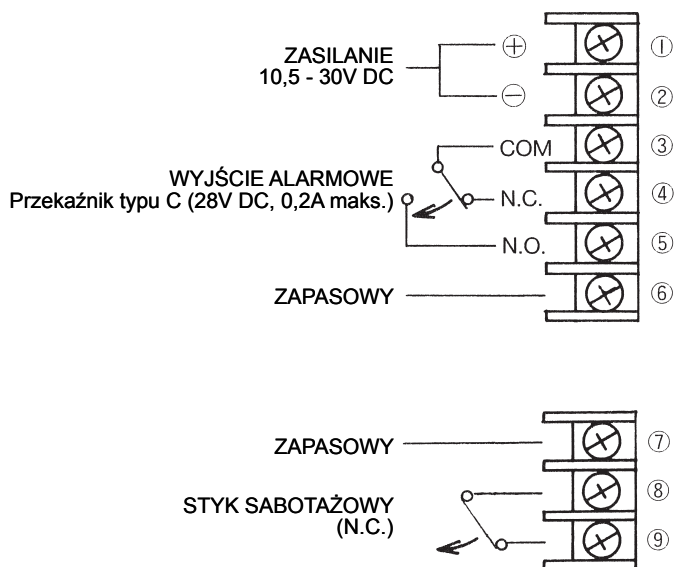 ZASILANIE
10,5 - 30V DC
⊕
⊖
①
②
WYJŚCIE ALARMOWE
Przekaźnik typu C (28V DC, 0,2A maks.)
COM
N.C.
N.O.
③
④
⑤
ZAPASOWY
⑥
ZAPASOWY
⑦
STYK SABOTAŻOWY
(N.C.)
⑧
⑨